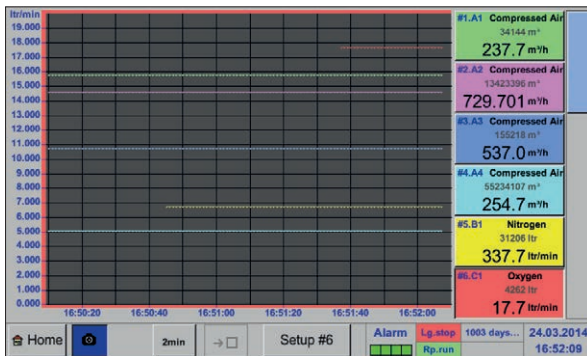 ltr/min
19.000
18.000
17.000
16.000
15.000
14.000
13.000
12.000
11.000
10.000
9.000
8.000
7.000
6.000
5.000
4.000
3.000
2.000
1.000
0.000
16:50:20 16:50:40 16:51:00 16:51:20 16:51:40 16:52:00
#1.A1 Compressed Air
34144 m³
237.7 m³/h
#2.A2 Compressed Air
13423396 m³
729.701 m³/h
#3.A3 Compressed Air
155218 m³
537.0 m³/h
#4.A4 Compressed Air
55234107 m³
254.7 m³/h
#5.B1 Nitrogen
31206 ltr
337.7 ltr/min
#6.C1 Oxygen
4262 ltr
17.7 ltr/min
Home 2min Setup #6
Alarm Lg.stop 1003 days... 24.03.2014
Rp.run 16:52:09